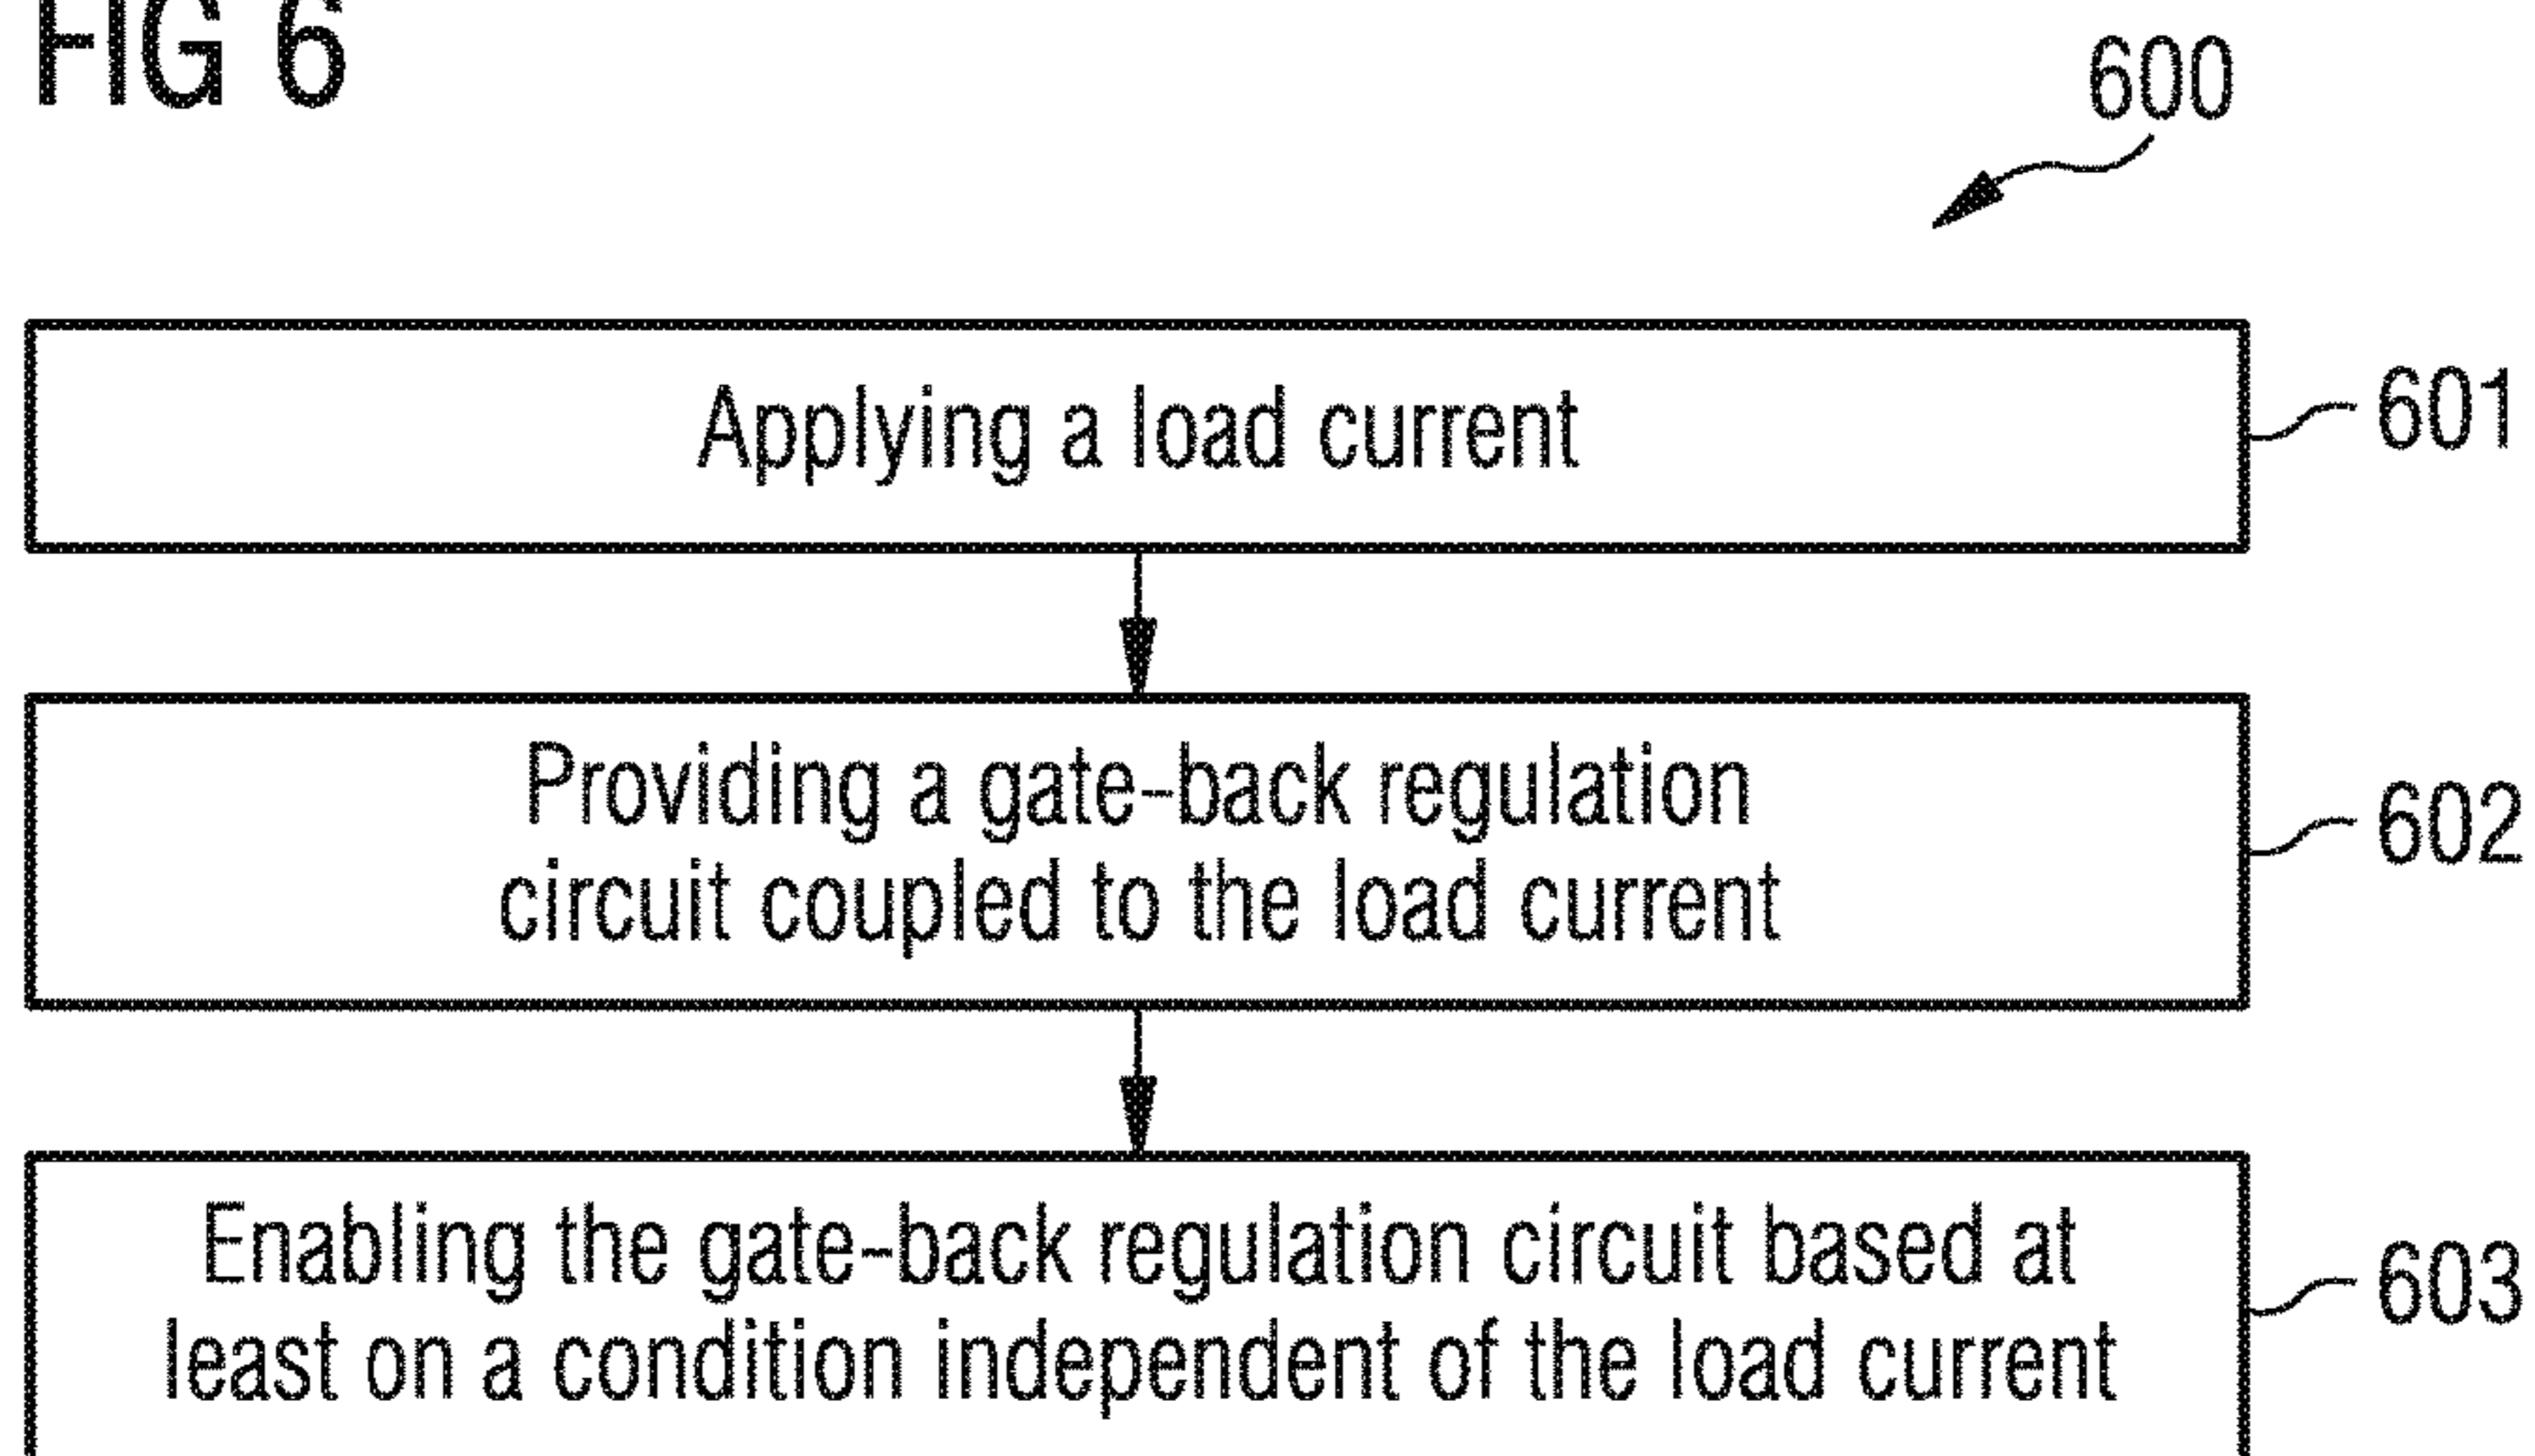 FIG 6
600
Applying a load current
601
Providing a gate-back regulation
circuit coupled to the load current
602
Enabling the gate-back regulation circuit based at
least on a condition independent of the load current
603